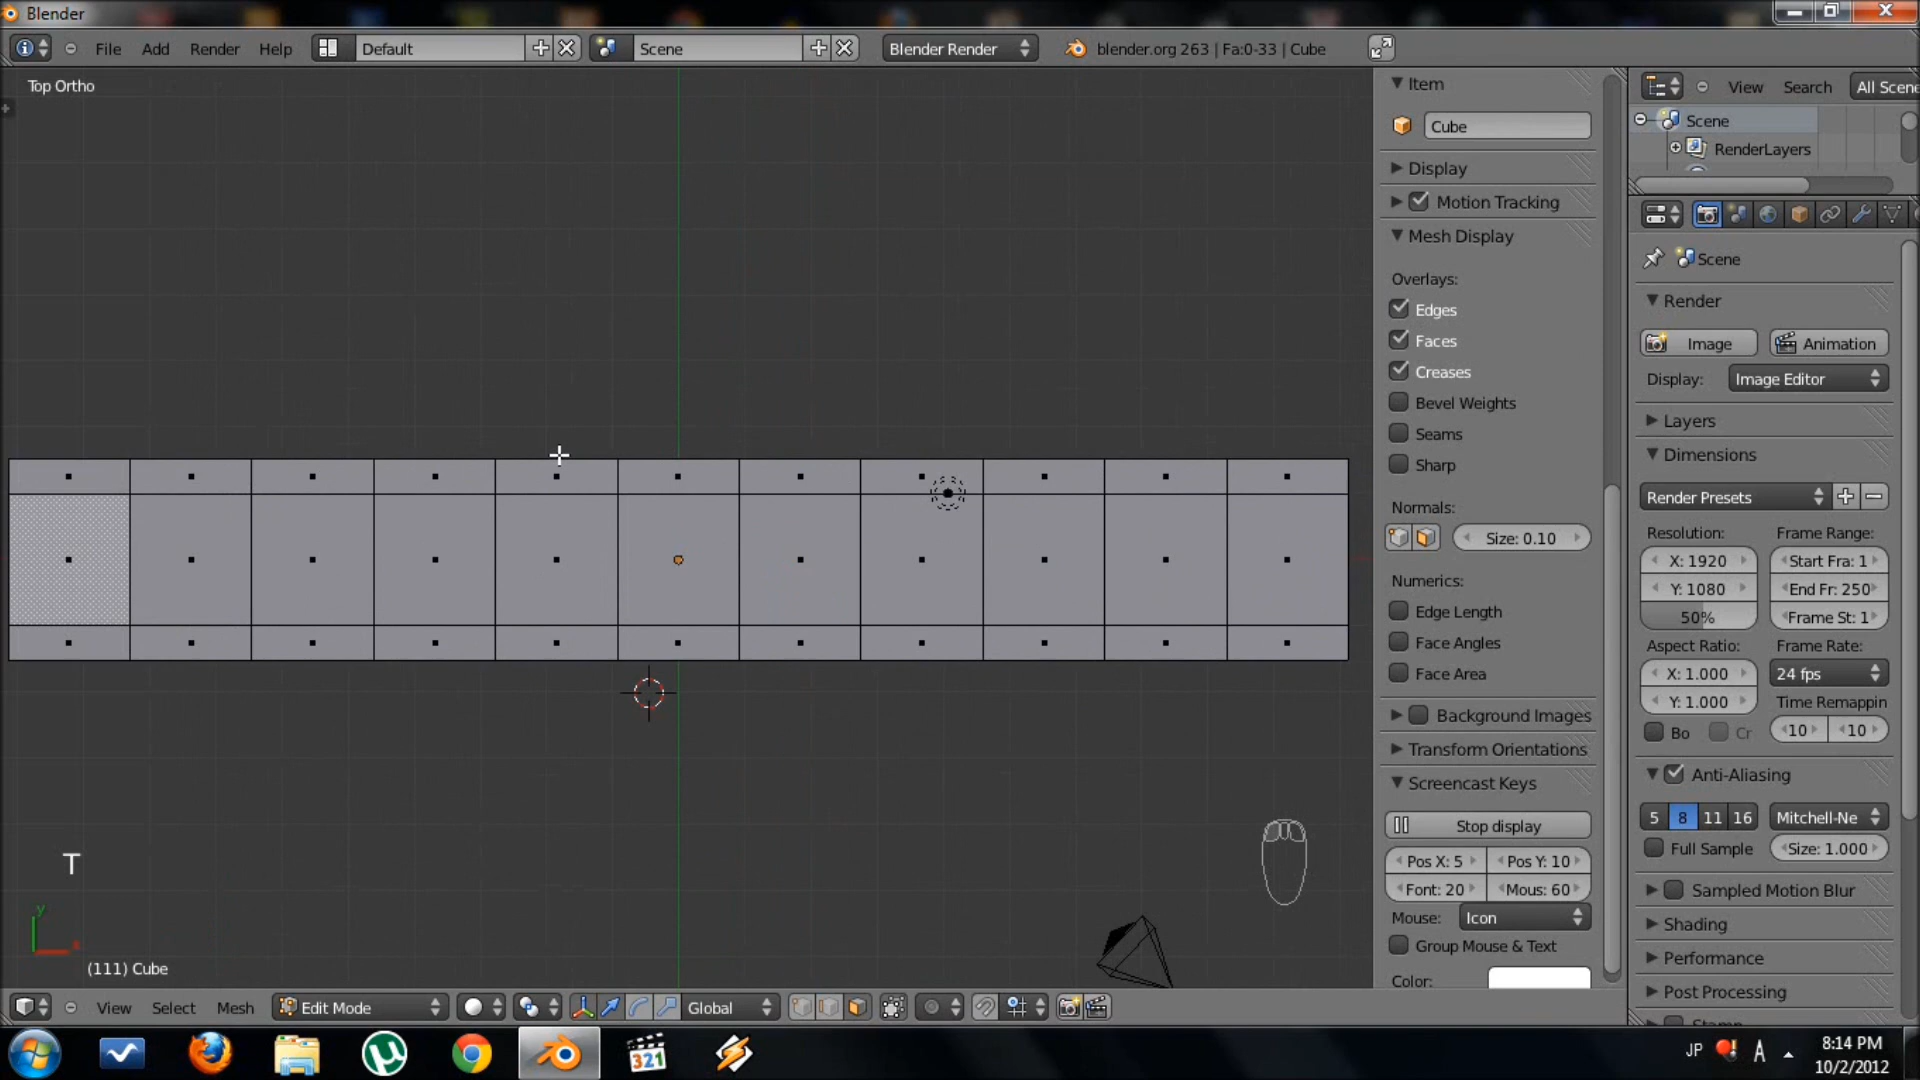 Blender
File Add Render Help Default Scene Blender Render blender.org 263 | Fa:0-33 | Cube
Top Ortho
Item
Cube
Display
Motion Tracking
Mesh Display
Overlays:
Edges
Faces
Creases
Bevel Weights
Seams
Sharp
Normals:
Size: 0.10
Numerics:
Edge Length
Face Angles
Face Area
Background Images
Transform Orientations
Screencast Keys
Stop display
Pos X: 5 Pos Y: 10
Font: 20 Mous: 60
Mouse: Icon
Group Mouse & Text
Color:
View Search All Scene
Scene
RenderLayers
Scene
Render
Image Animation
Display: Image Editor
Layers
Dimensions
Render Presets
Resolution: Frame Range:
X: 1920 Start Fra: 1
Y: 1080 End Fr: 250
50% Frame St: 1
Aspect Ratio: Frame Rate:
X: 1.000 24 fps
Y: 1.000 Time Remappin
Bo Cr 10 10
Anti-Aliasing
5 8 11 16 Mitchell-Ne
Full Sample Size: 1.000
Sampled Motion Blur
Shading
Performance
Post Processing
T
y
x
(111) Cube
View Select Mesh Edit Mode Global
321
JP A 8:14 PM
10/2/2012